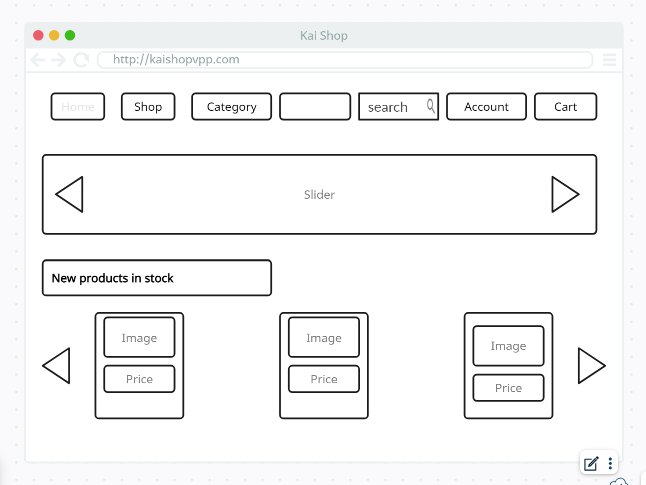 Kai Shop
http://kaishopvpp.com
Home Shop Category search Account Cart
Slider
New products in stock
Image Image Image
Price Price Price